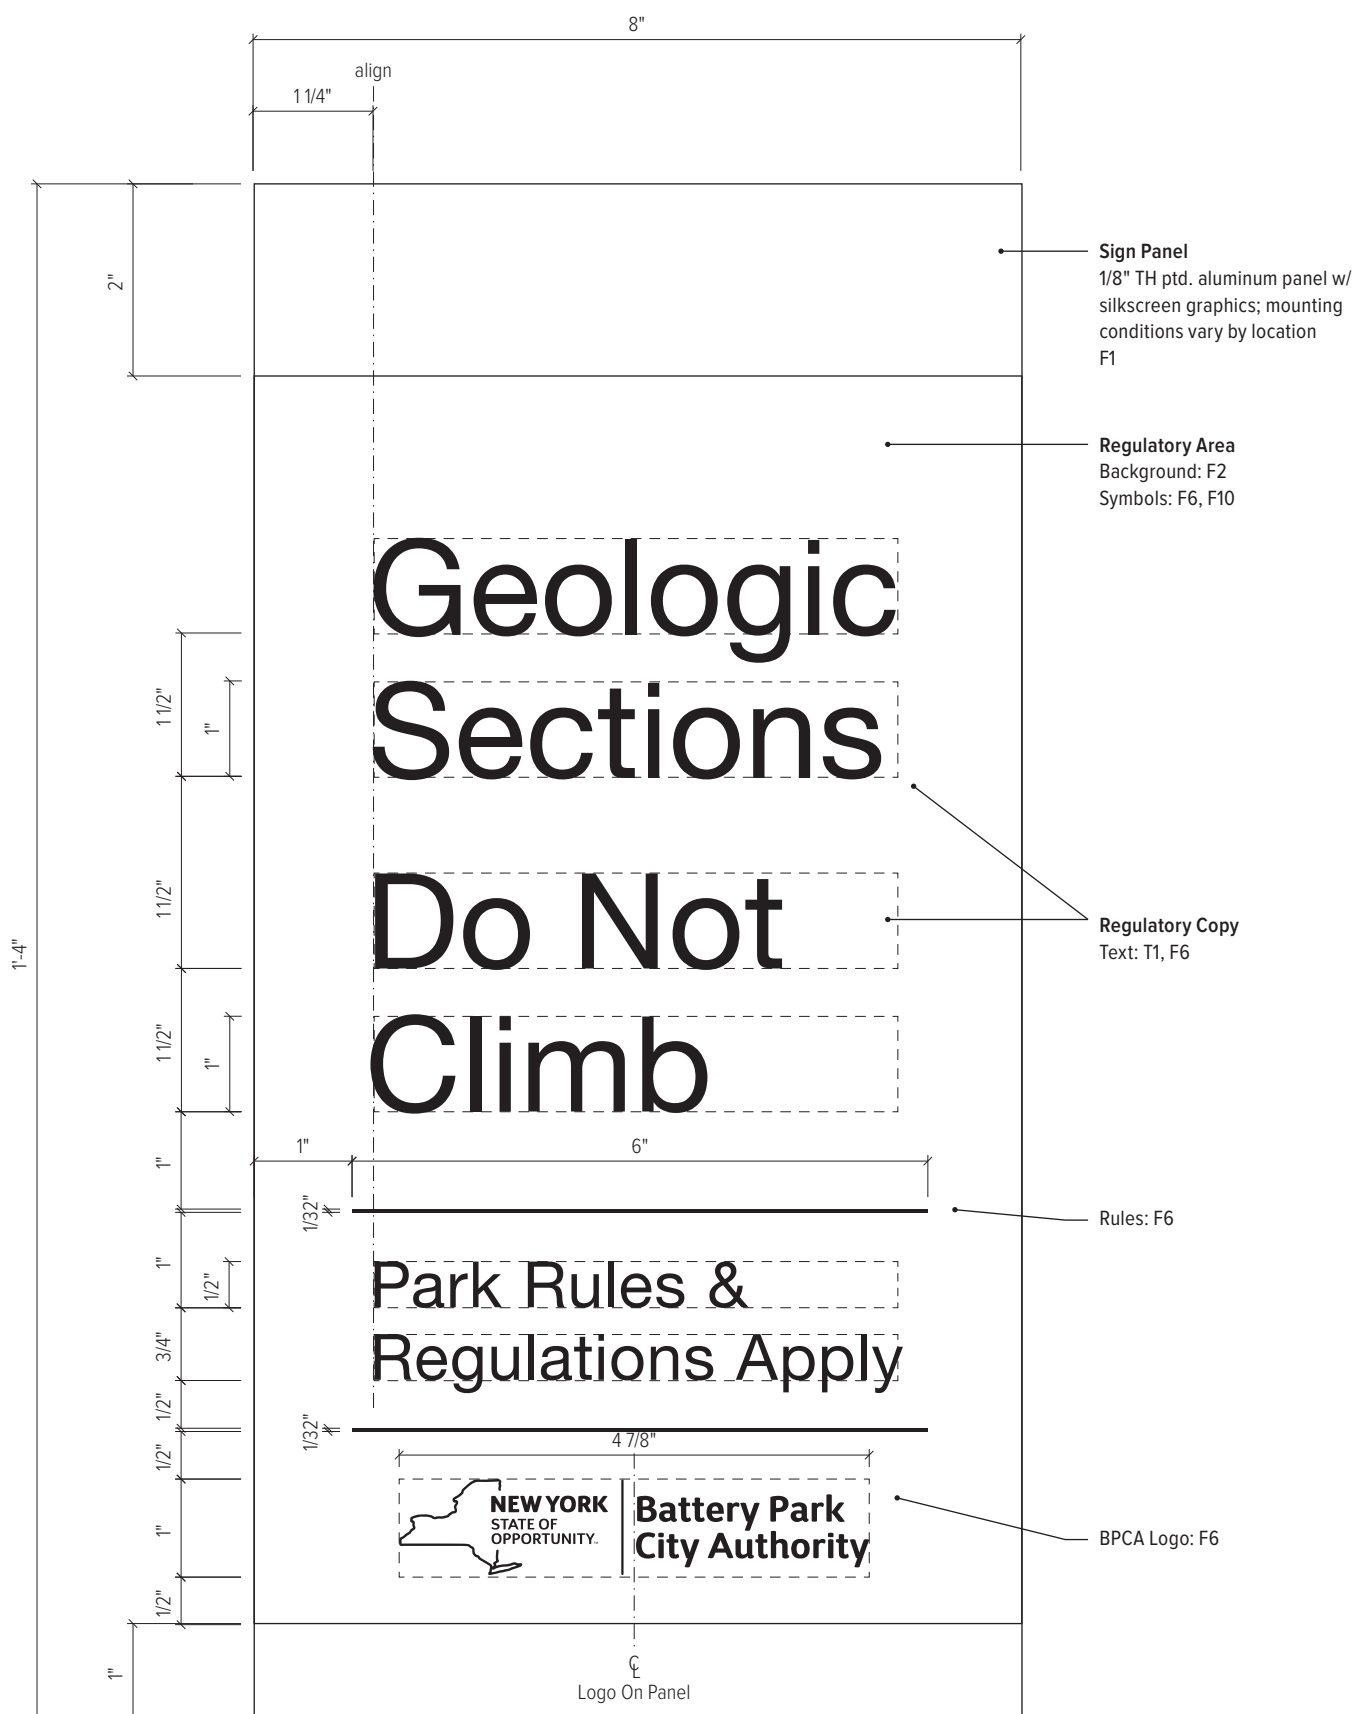 8"
align
1 1/4"
2"
Sign Panel
1/8" TH ptd. aluminum panel w/
silkscreen graphics; mounting
conditions vary by location
F1
Regulatory Area
Background: F2
Symbols: F6, F10
Geologic
Sections
1 1/2"
1"
Do Not
Climb
1 1/2"
1 1/2"
1"
1'-4"
Regulatory Copy
Text: T1, F6
1"
1"
6"
1/32"
Rules: F6
Park Rules &
Regulations Apply
1"
1/2"
3/4"
1/2"
1/32"
4 7/8"
1/2"
NEW YORK
STATE OF
OPPORTUNITY™
Battery Park
City Authority
BPCA Logo: F6
1"
1/2"
1"
CL
Logo On Panel